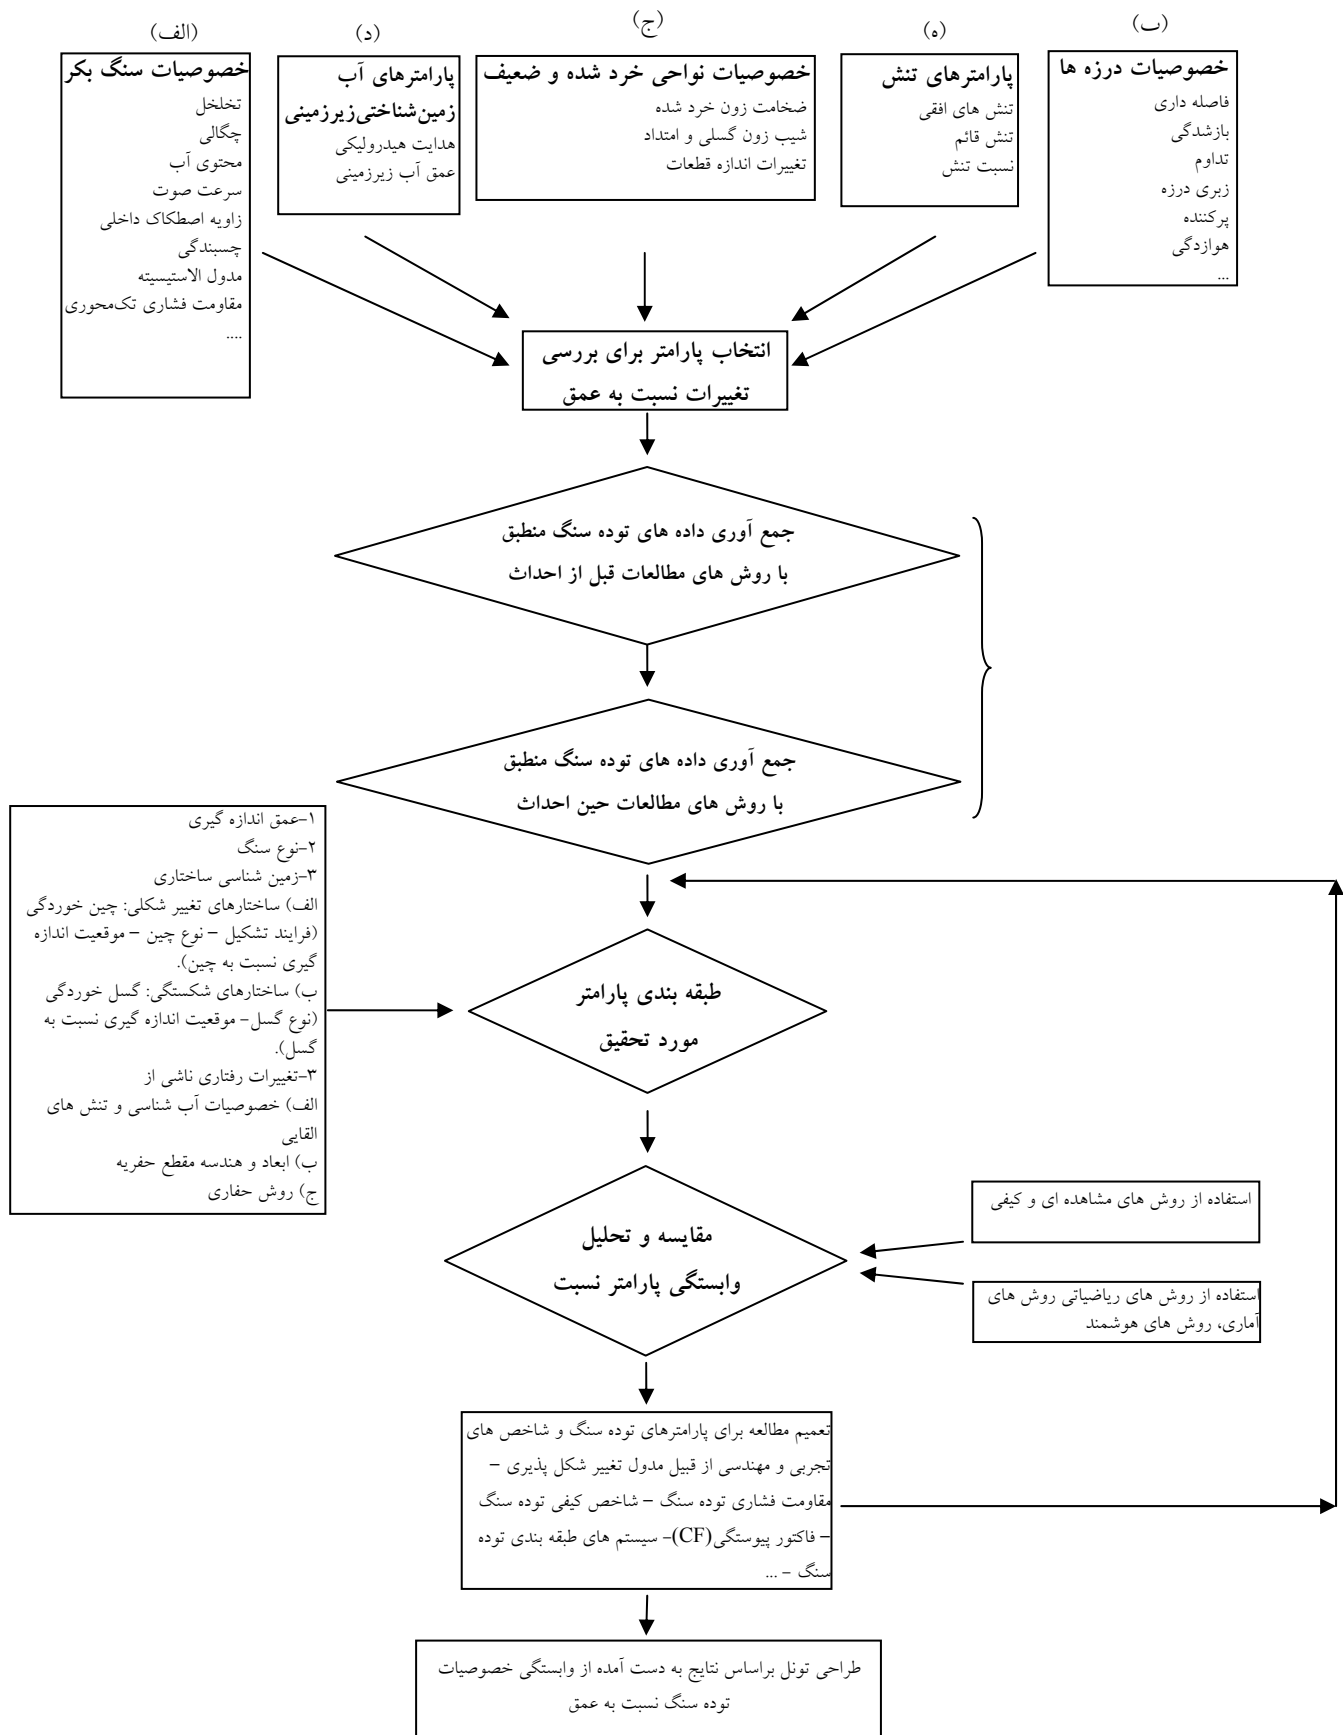 (الف)
خصوصیات سنگ بکر
تخلخل
چگالی
محتوی آب
سرعت صوت
زاویه اصطکاک داخلی
چسبندگی
مدول الاستیسیته
مقاومت فشاری تک‌محوری
....
(د)
پارامترهای آب
زمین‌شناختی‌زیرزمینی
هدایت هیدرولیکی
عمق آب زیرزمینی
(ج)
خصوصیات نواحی خرد شده و ضعیف
ضخامت زون خرد شده
شیب زون گسلی و امتداد
تغییرات اندازه قطعات
(ه)
پارامترهای تنش
تنش های افقی
تنش قائم
نسبت تنش
(ب)
خصوصیات درزه ها
فاصله داری
بازشدگی
تداوم
زبری درزه
پرکننده
هوازدگی
...
انتخاب پارامتر برای بررسی
تغییرات نسبت به عمق
جمع آوری داده های توده سنگ منطبق
با روش های مطالعات قبل از احداث
جمع آوری داده های توده سنگ منطبق
با روش های مطالعات حین احداث
۱-عمق اندازه گیری
۲-نوع سنگ
۳-زمین شناسی ساختاری
الف) ساختارهای تغییر شکلی: چین خوردگی
(فرایند تشکیل – نوع چین – موقعیت اندازه
گیری نسبت به چین).
ب) ساختارهای شکستگی: گسل خوردگی
(نوع گسل- موقعیت اندازه گیری نسبت به
گسل).
۳-تغییرات رفتاری ناشی از
الف) خصوصیات آب شناسی و تنش های
القایی
ب) ابعاد و هندسه مقطع حفریه
ج) روش حفاری
طبقه بندی پارامتر
مورد تحقیق
مقایسه و تحلیل
وابستگی پارامتر نسبت
استفاده از روش های مشاهده ای و کیفی
استفاده از روش های ریاضیاتی روش های
آماری، روش های هوشمند
تعمیم مطالعه برای پارامترهای توده سنگ و شاخص های
تجربی و مهندسی از قبیل مدول تغییر شکل پذیری –
مقاومت فشاری توده سنگ – شاخص کیفی توده سنگ
– فاکتور پیوستگی(CF)- سیستم های طبقه بندی توده
سنگ - ...
طراحی تونل براساس نتایج به دست آمده از وابستگی خصوصیات
توده سنگ نسبت به عمق